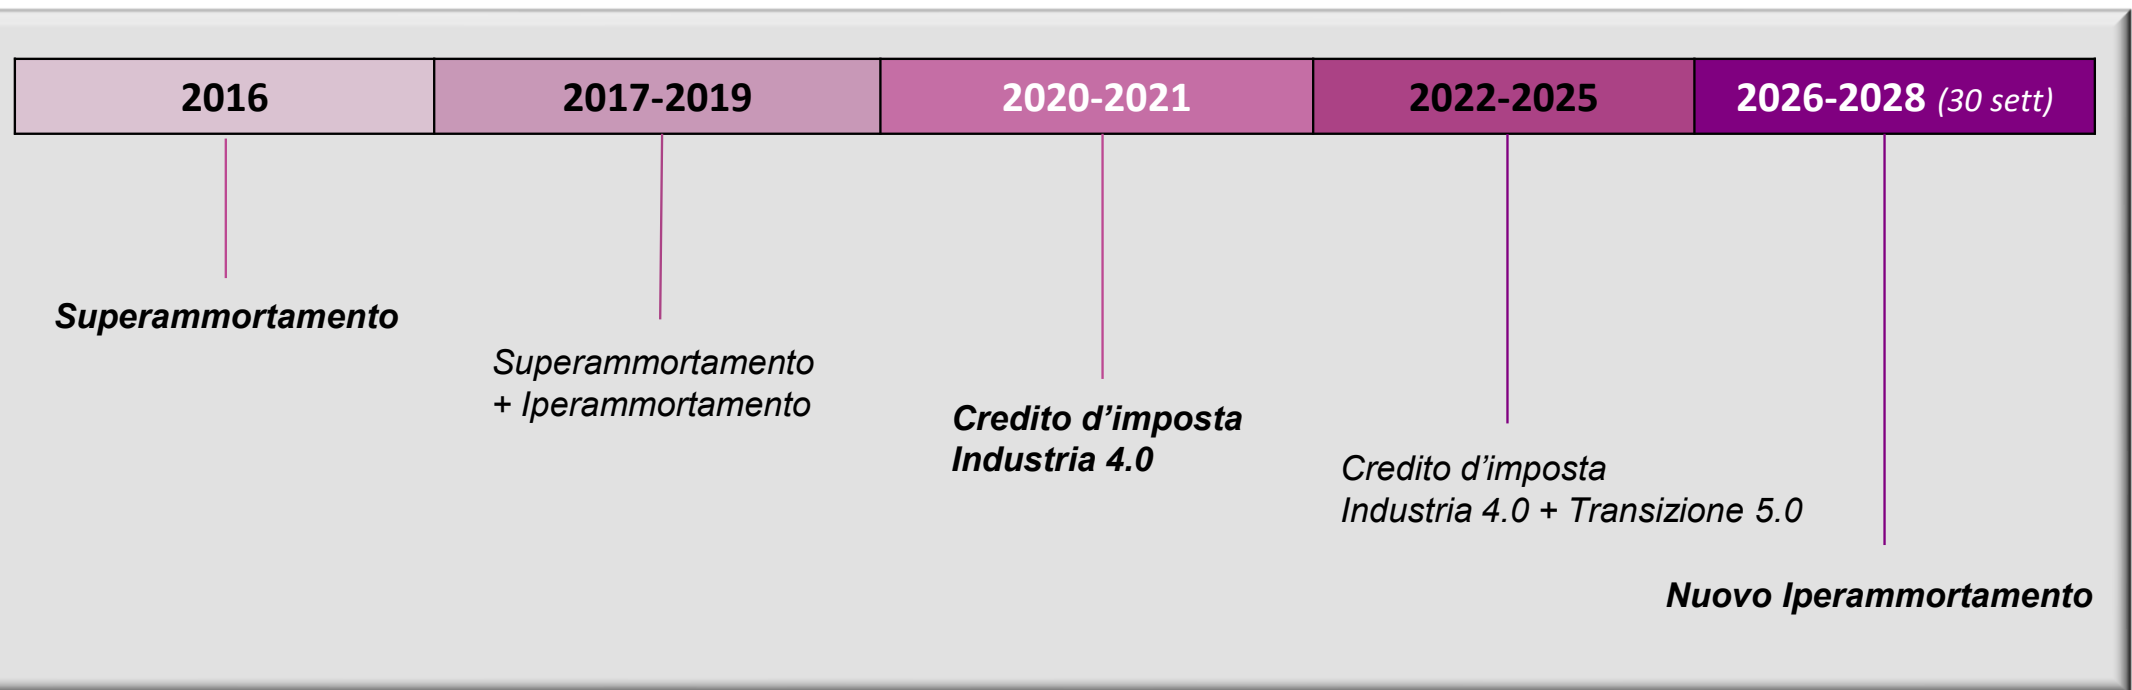 2016
2017-2019
2020-2021
2022-2025
2026-2028 (30 sett)
Superammortamento
Superammortamento
+ Iperammortamento
Credito d’imposta
Industria 4.0
Credito d’imposta
Industria 4.0 + Transizione 5.0
Nuovo Iperammortamento